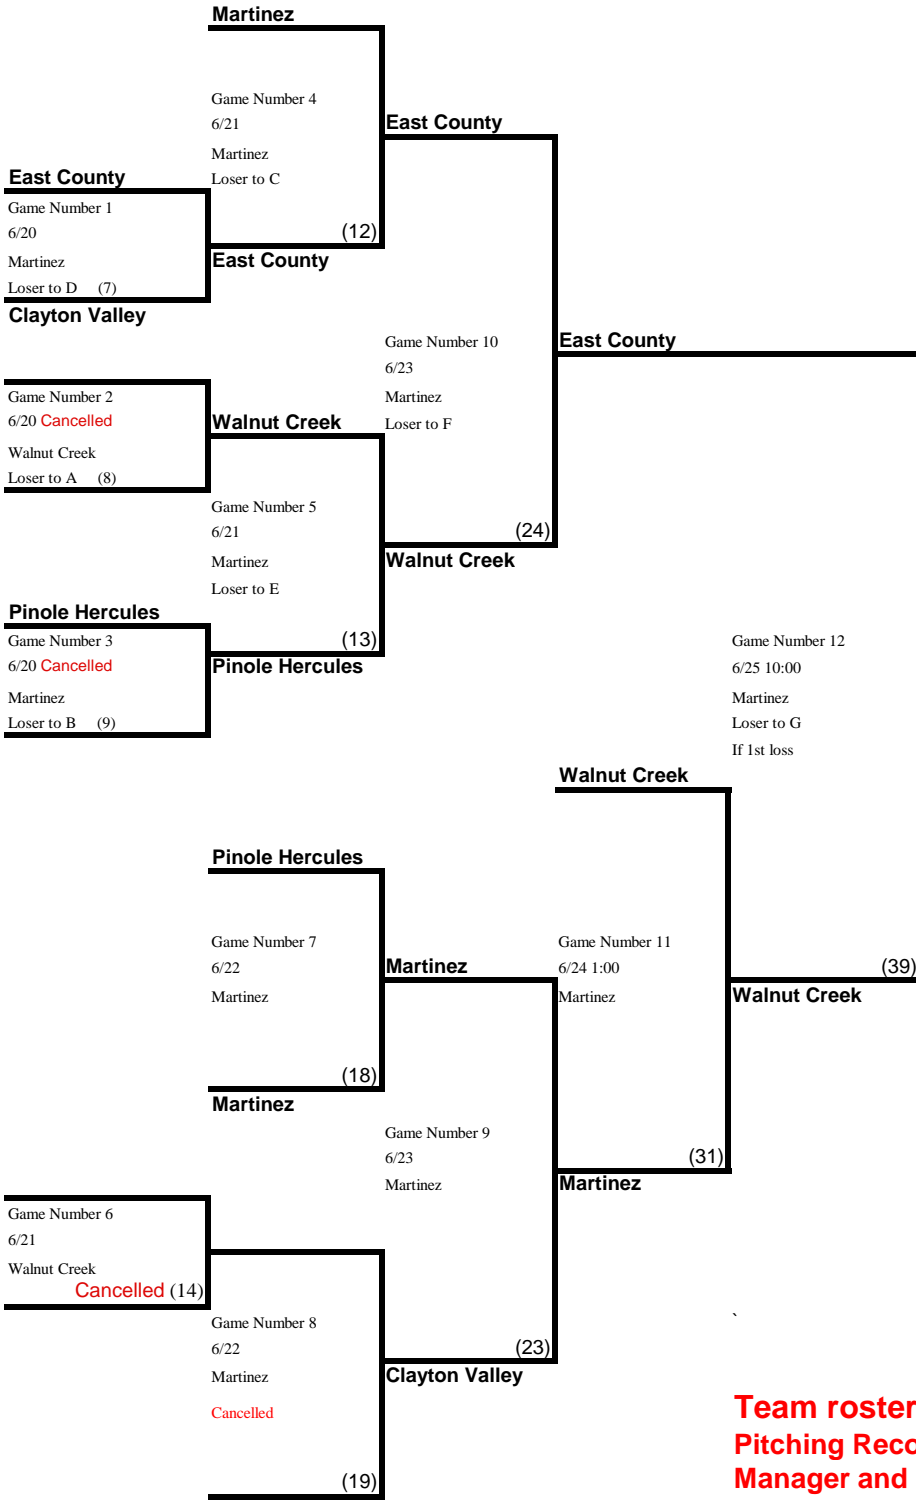 Martinez
Game Number 4
6/21
East County
Martinez
Loser to C
East County
Game Number 1
6/20
(12)
Martinez
East County
Loser to D (7)
Clayton Valley
Game Number 10
East County
6/23
Game Number 2
Martinez
6/20 Cancelled
Walnut Creek
Loser to F
Walnut Creek
Loser to A (8)
Game Number 5
6/21
(24)
Martinez
Walnut Creek
Loser to E
Pinole Hercules
Game Number 3
(13)
Game Number 12
6/20 Cancelled
Pinole Hercules
6/25 10:00
Martinez
Martinez
Loser to B (9)
Loser to G
If 1st loss
Walnut Creek
Pinole Hercules
Game Number 7
Game Number 11
6/22
Martinez
6/24 1:00
(39)
Martinez
Martinez
Walnut Creek
(18)
Martinez
Game Number 9
6/23
(31)
Martinez
Martinez
Game Number 6
6/21
Walnut Creek
Cancelled (14)
`
Game Number 8
6/22
(23)
Martinez
Clayton Valley
Cancelled
Team roster
Pitching Reco
Manager and
(19)